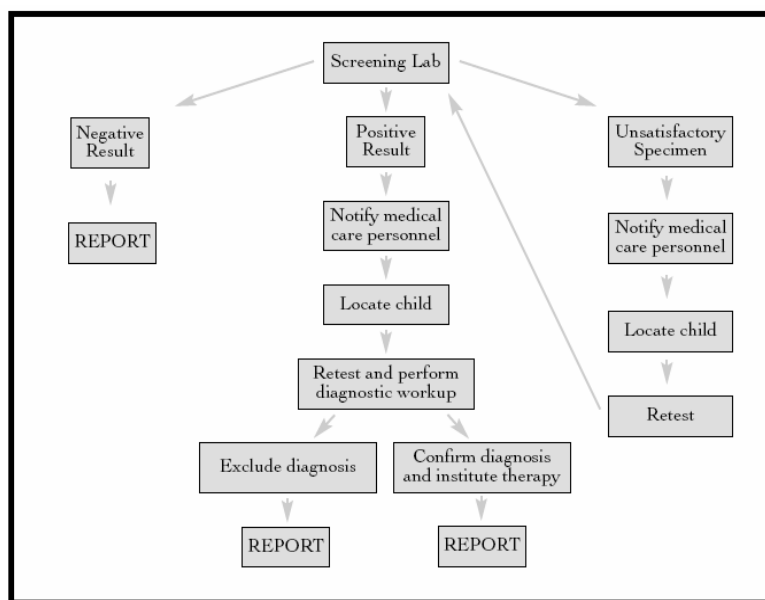 Screening Lab
Negative
Result
REPORT
Positive
Result
Notify medical
care personnel
Locate child
Retest and perform
diagnostic workup
Exclude diagnosis
REPORT
Confirm diagnosis
and institute therapy
REPORT
Unsatisfactory
Specimen
Notify medical
care personnel
Locate child
Retest